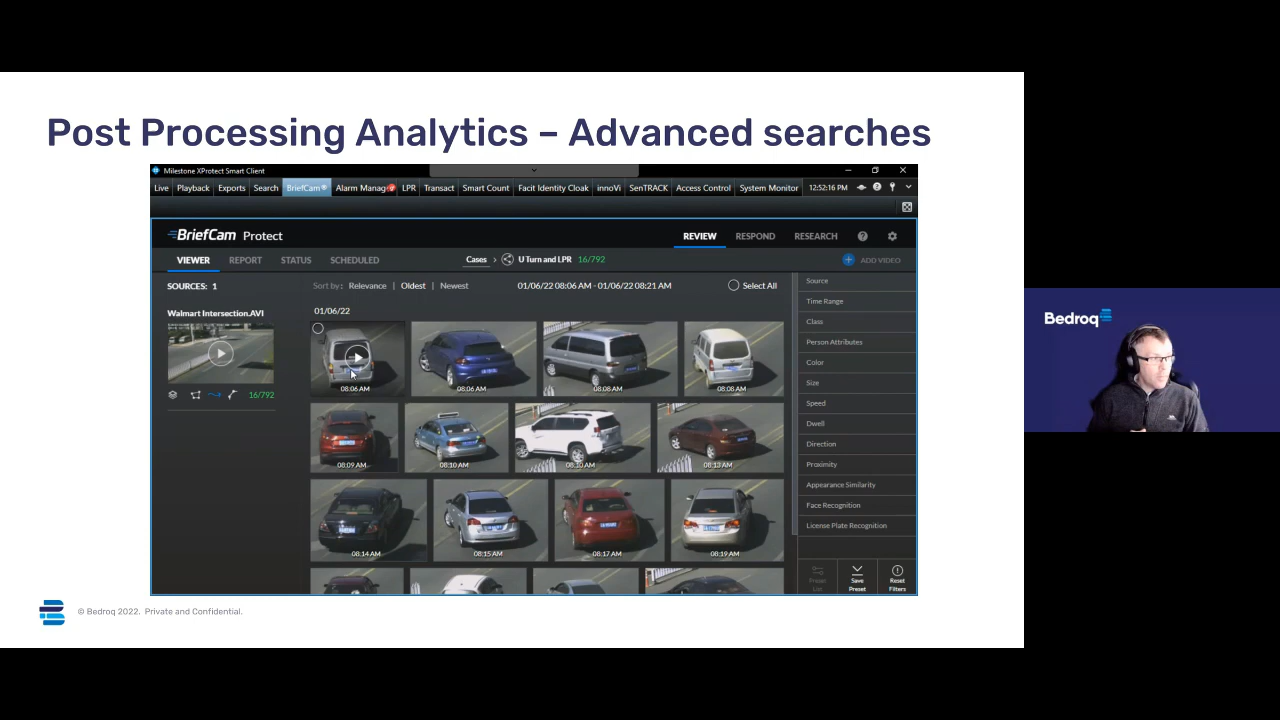 Post Processing Analytics – Advanced searches
Milestone XProtect Smart Client
Live Playback Exports Search BriefCam® Alarm Manag LPR Transact Smart Count Facit Identity Cloak innoVi SenTRACK Access Control System Monitor 12:52:16 PM
BriefCam Protect REVIEW RESPOND RESEARCH
VIEWER REPORT STATUS SCHEDULED Cases > U Turn and LPR 16/792 ADD VIDEO
SOURCES: 1 Sort by: Relevance | Oldest | Newest 01/06/22 08:06 AM - 01/06/22 08:21 AM Select All
Walmart Intersection.AVI
16/792
01/06/22
08:06 AM 08:06 AM 08:08 AM 08:08 AM
08:09 AM 08:10 AM 08:10 AM 08:13 AM
08:14 AM 08:15 AM 08:17 AM 08:19 AM
Source
Time Range
Class
Person Attributes
Color
Size
Speed
Dwell
Direction
Proximity
Appearance Similarity
Face Recognition
License Plate Recognition
Preset List
Save Preset
Reset Filters
© Bedroq 2022. Private and Confidential.
Bedroq